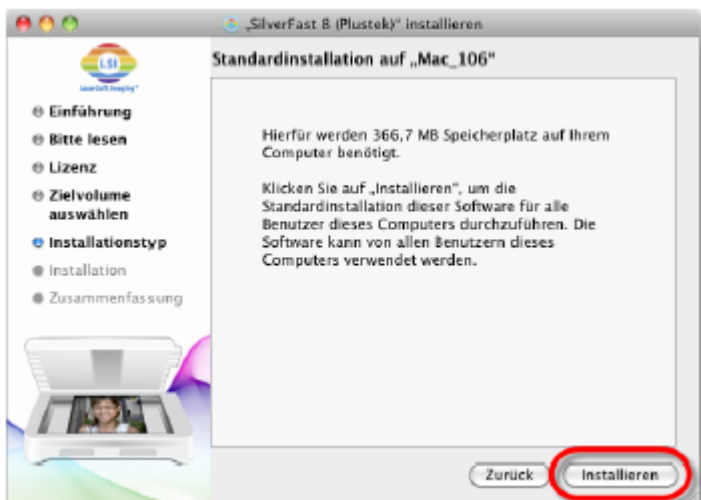 „SilverFast 8 (Plustek)“ installieren
LSI
LaserSoft Imaging™
Standardinstallation auf „Mac_106“
Einführung
Bitte lesen
Lizenz
Zielvolume
auswählen
Installationstyp
Installation
Zusammenfassung
Hierfür werden 366,7 MB Speicherplatz auf Ihrem
Computer benötigt.
Klicken Sie auf „Installieren“, um die
Standardinstallation dieser Software für alle
Benutzer dieses Computers durchzuführen. Die
Software kann von allen Benutzern dieses
Computers verwendet werden.
Zurück
Installieren